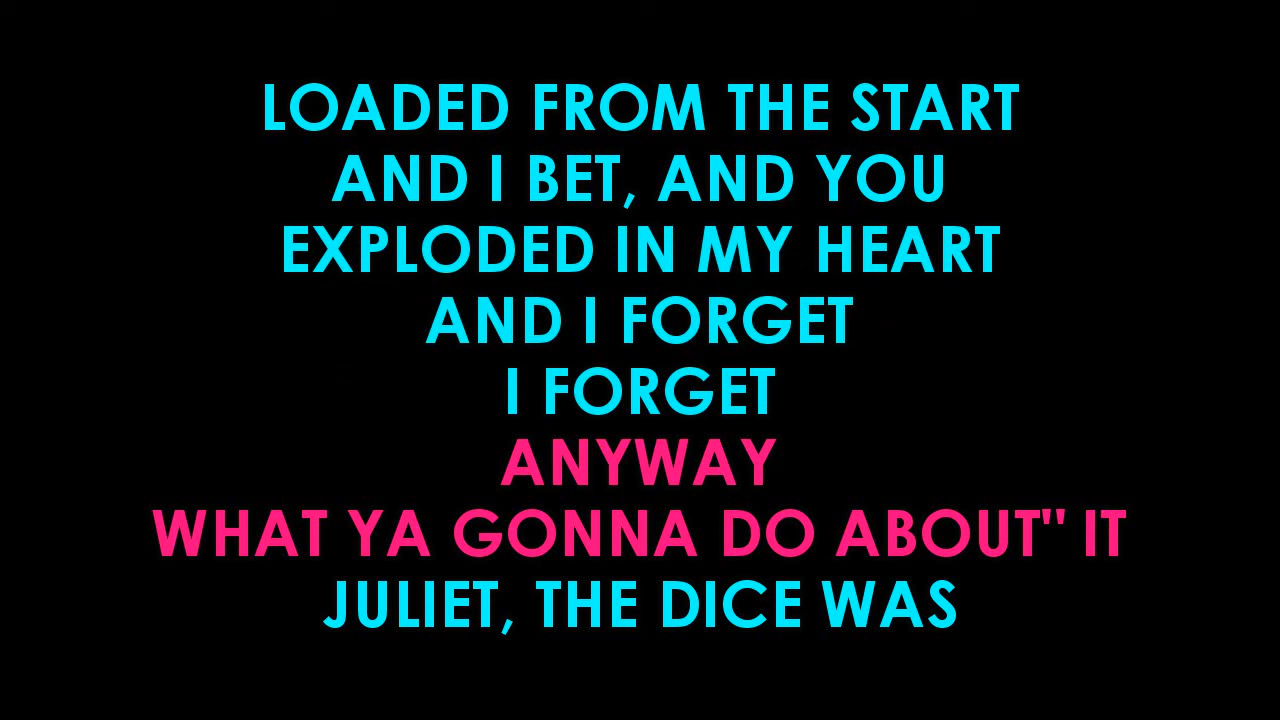 LOADED FROM THE START
AND I BET, AND YOU
EXPLODED IN MY HEART
AND I FORGET
I FORGET
ANYWAY
WHAT YA GONNA DO ABOUT" IT
JULIET, THE DICE WAS